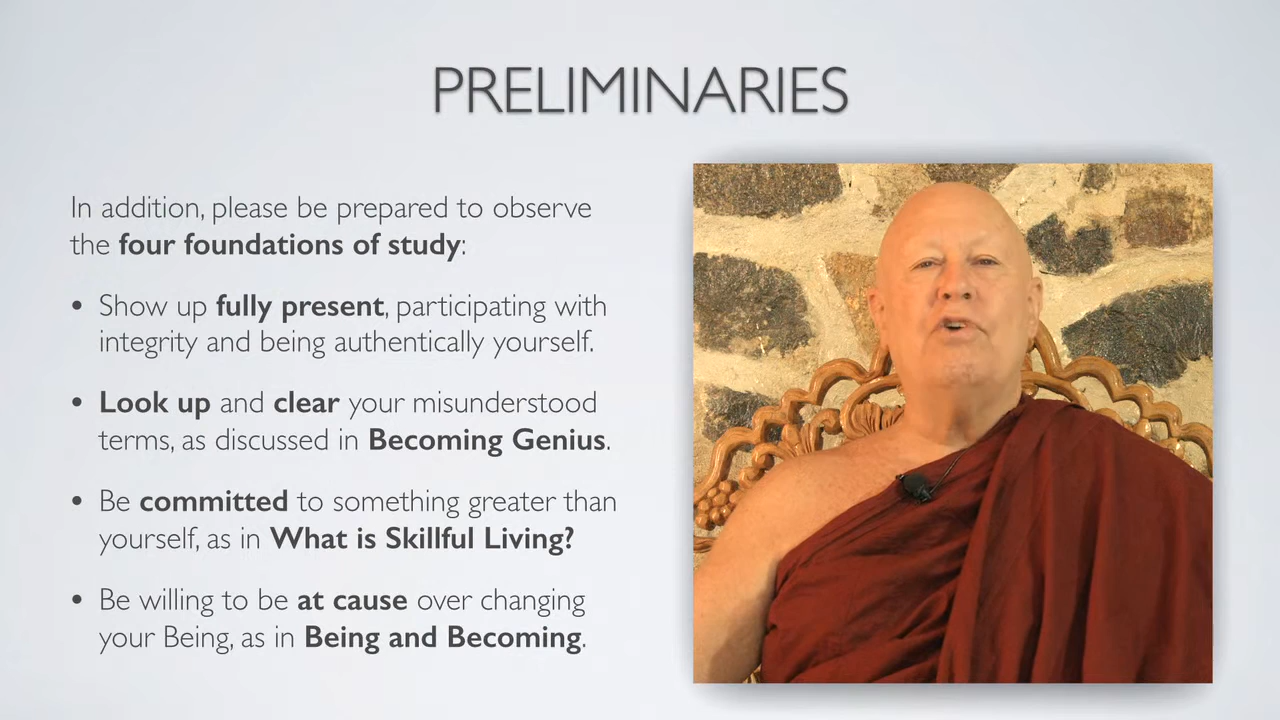 PRELIMINARIES
In addition, please be prepared to observe
the four foundations of study:
• Show up fully present, participating with
integrity and being authentically yourself.
• Look up and clear your misunderstood
terms, as discussed in Becoming Genius.
• Be committed to something greater than
yourself, as in What is Skillful Living?
• Be willing to be at cause over changing
your Being, as in Being and Becoming.